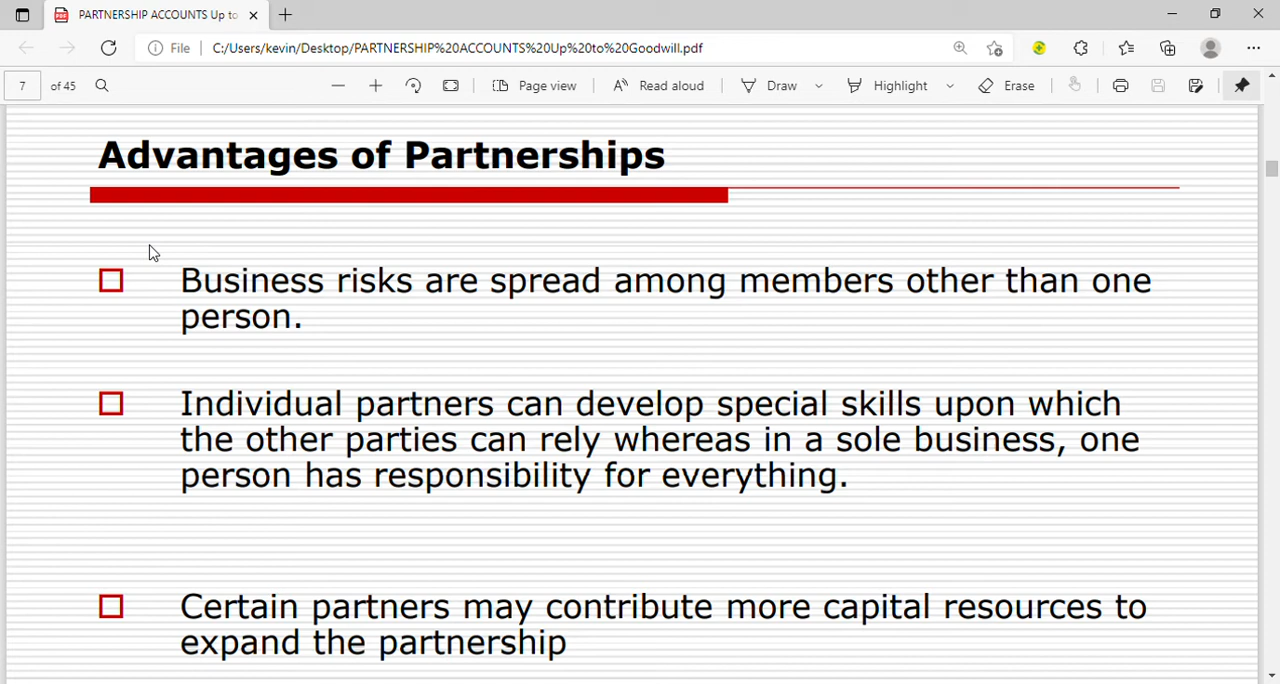 PARTNERSHIP ACCOUNTS Up to
File C:/Users/kevin/Desktop/PARTNERSHIP%20ACCOUNTS%20Up%20to%20Goodwill.pdf
7 of 45 Page view Read aloud Draw Highlight Erase
Advantages of Partnerships
Business risks are spread among members other than one
person.
Individual partners can develop special skills upon which
the other parties can rely whereas in a sole business, one
person has responsibility for everything.
Certain partners may contribute more capital resources to
expand the partnership